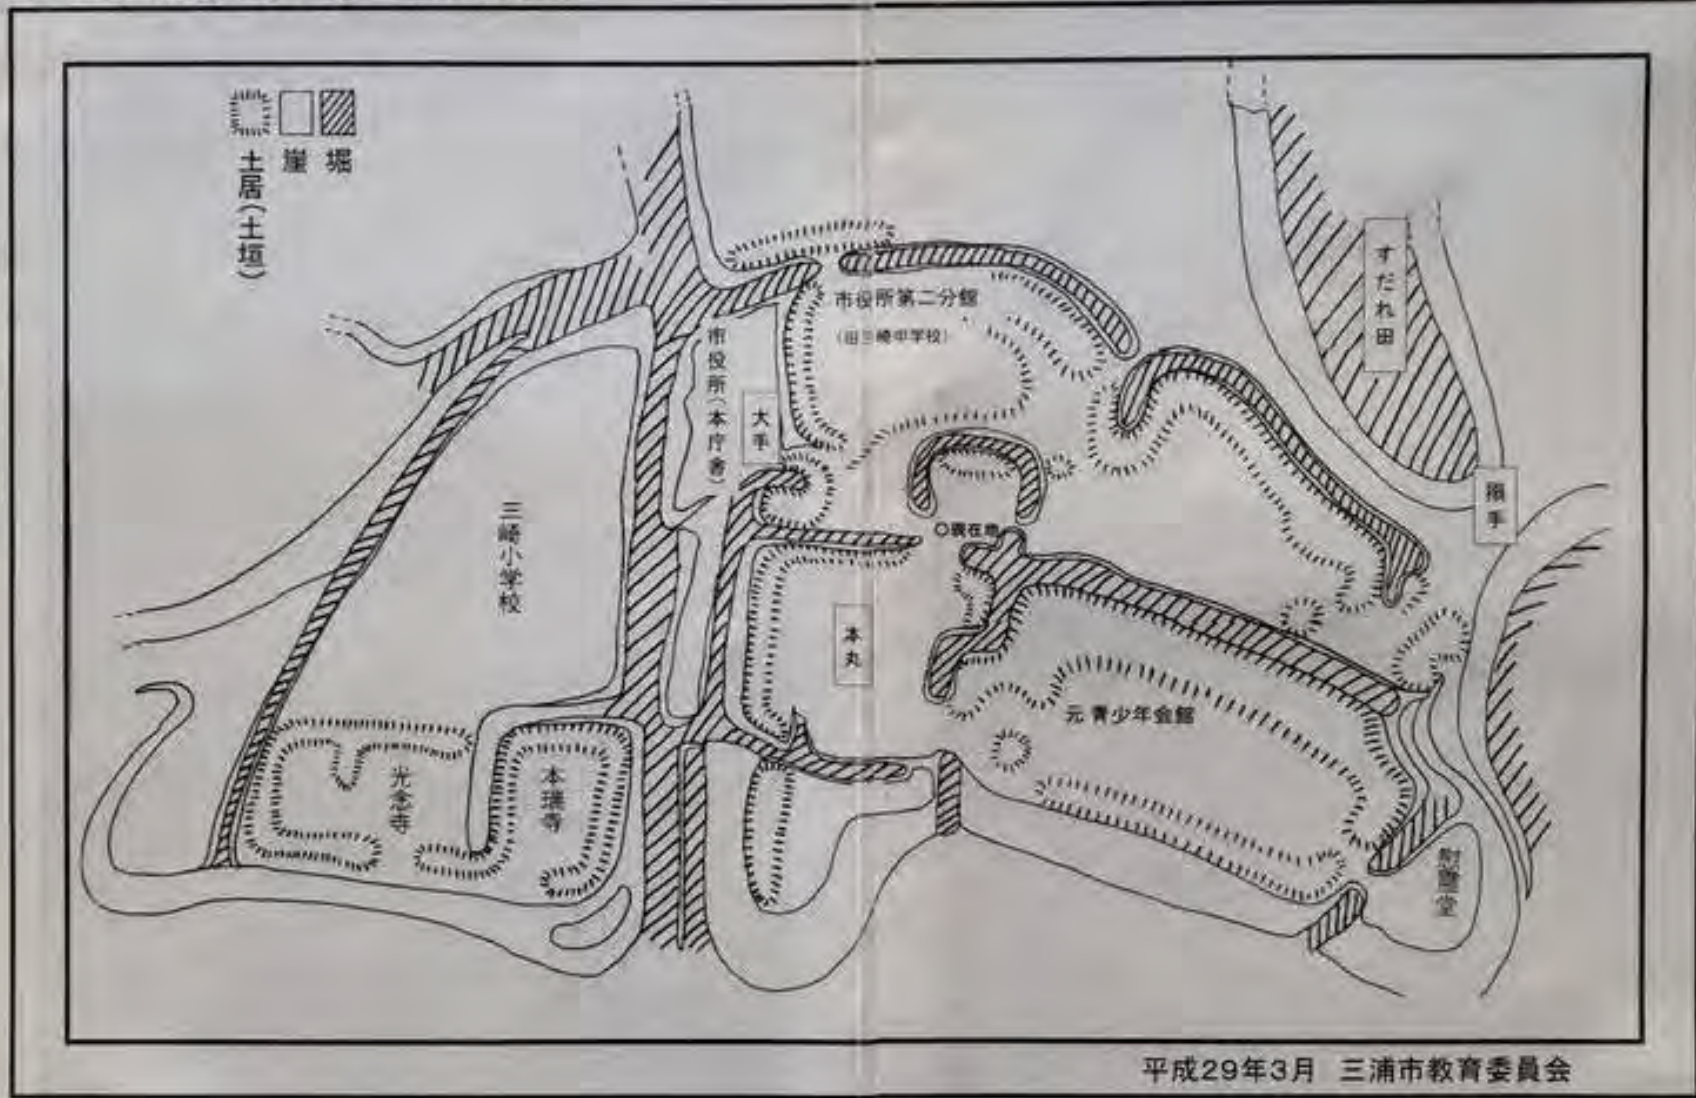 堀
崖
土居(土垣)
すだれ田
市役所第二分館
(旧三崎中学校)
市役所(本庁舎)
大手
搦手
三崎小学校
○現在地
本丸
元 青少年会館
光念寺
本瑞寺
慰霊堂
平成29年3月 三浦市教育委員会